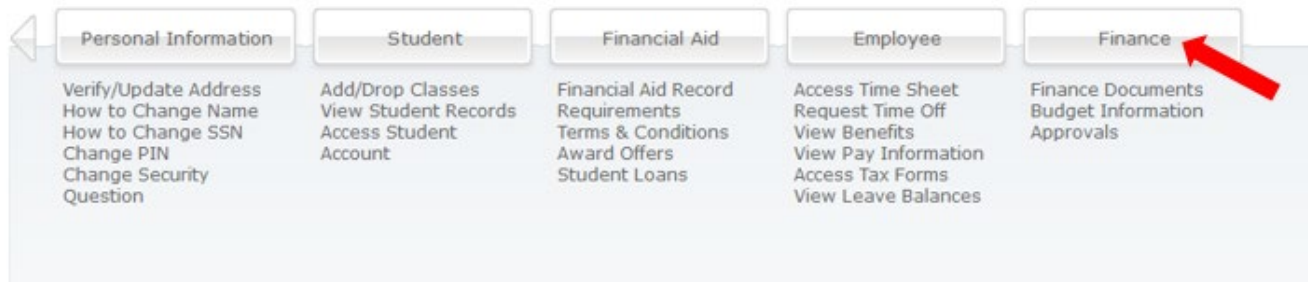 Personal Information
Student
Financial Aid
Employee
Finance
Verify/Update Address
How to Change Name
How to Change SSN
Change PIN
Change Security
Question
Add/Drop Classes
View Student Records
Access Student
Account
Financial Aid Record
Requirements
Terms & Conditions
Award Offers
Student Loans
Access Time Sheet
Request Time Off
View Benefits
View Pay Information
Access Tax Forms
View Leave Balances
Finance Documents
Budget Information
Approvals